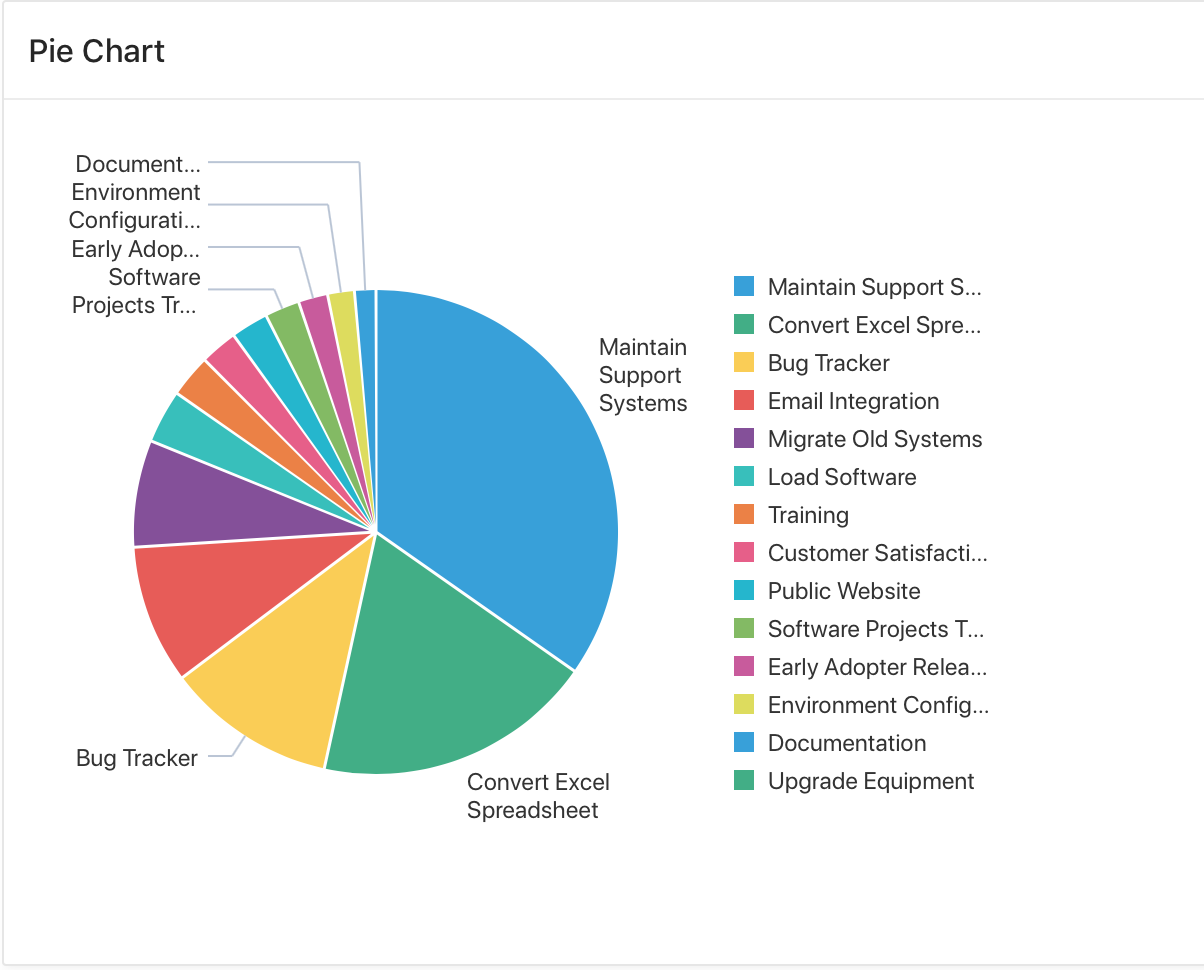 Pie Chart
Document...
Environment
Configurati...
Early Adop...
Software
Projects Tr...
Maintain
Support
Systems
Bug Tracker
Convert Excel
Spreadsheet
Maintain Support S...
Convert Excel Spre...
Bug Tracker
Email Integration
Migrate Old Systems
Load Software
Training
Customer Satisfacti...
Public Website
Software Projects T...
Early Adopter Relea...
Environment Config...
Documentation
Upgrade Equipment